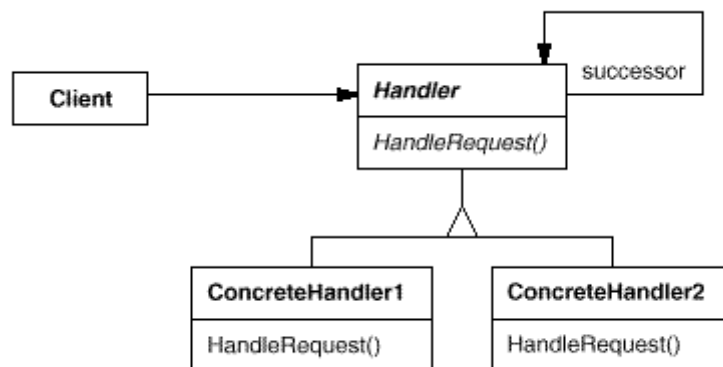 successor
Client
Handler
HandleRequest()
ConcreteHandler1
ConcreteHandler2
HandleRequest()
HandleRequest()